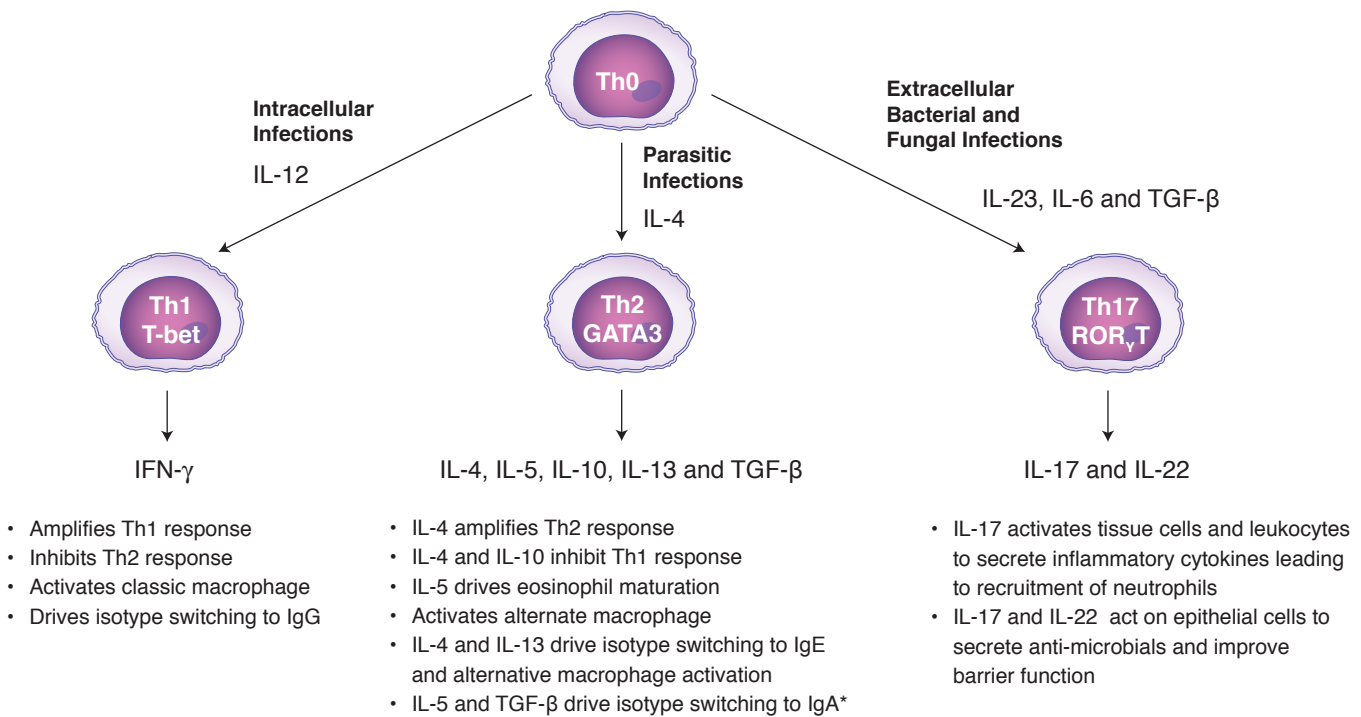 Th0
Intracellular
Infections
IL-12
Parasitic
Infections
IL-4
Extracellular
Bacterial and
Fungal Infections
IL-23, IL-6 and TGF-β
Th1
T-bet
Th2
GATA3
Th17
RORγT
IFN-γ
• Amplifies Th1 response
• Inhibits Th2 response
• Activates classic macrophage
• Drives isotype switching to IgG
IL-4, IL-5, IL-10, IL-13 and TGF-β
• IL-4 amplifies Th2 response
• IL-4 and IL-10 inhibit Th1 response
• IL-5 drives eosinophil maturation
• Activates alternate macrophage
• IL-4 and IL-13 drive isotype switching to IgE
and alternative macrophage activation
• IL-5 and TGF-β drive isotype switching to IgA*
IL-17 and IL-22
• IL-17 activates tissue cells and leukocytes
to secrete inflammatory cytokines leading
to recruitment of neutrophils
• IL-17 and IL-22 act on epithelial cells to
secrete anti-microbials and improve
barrier function